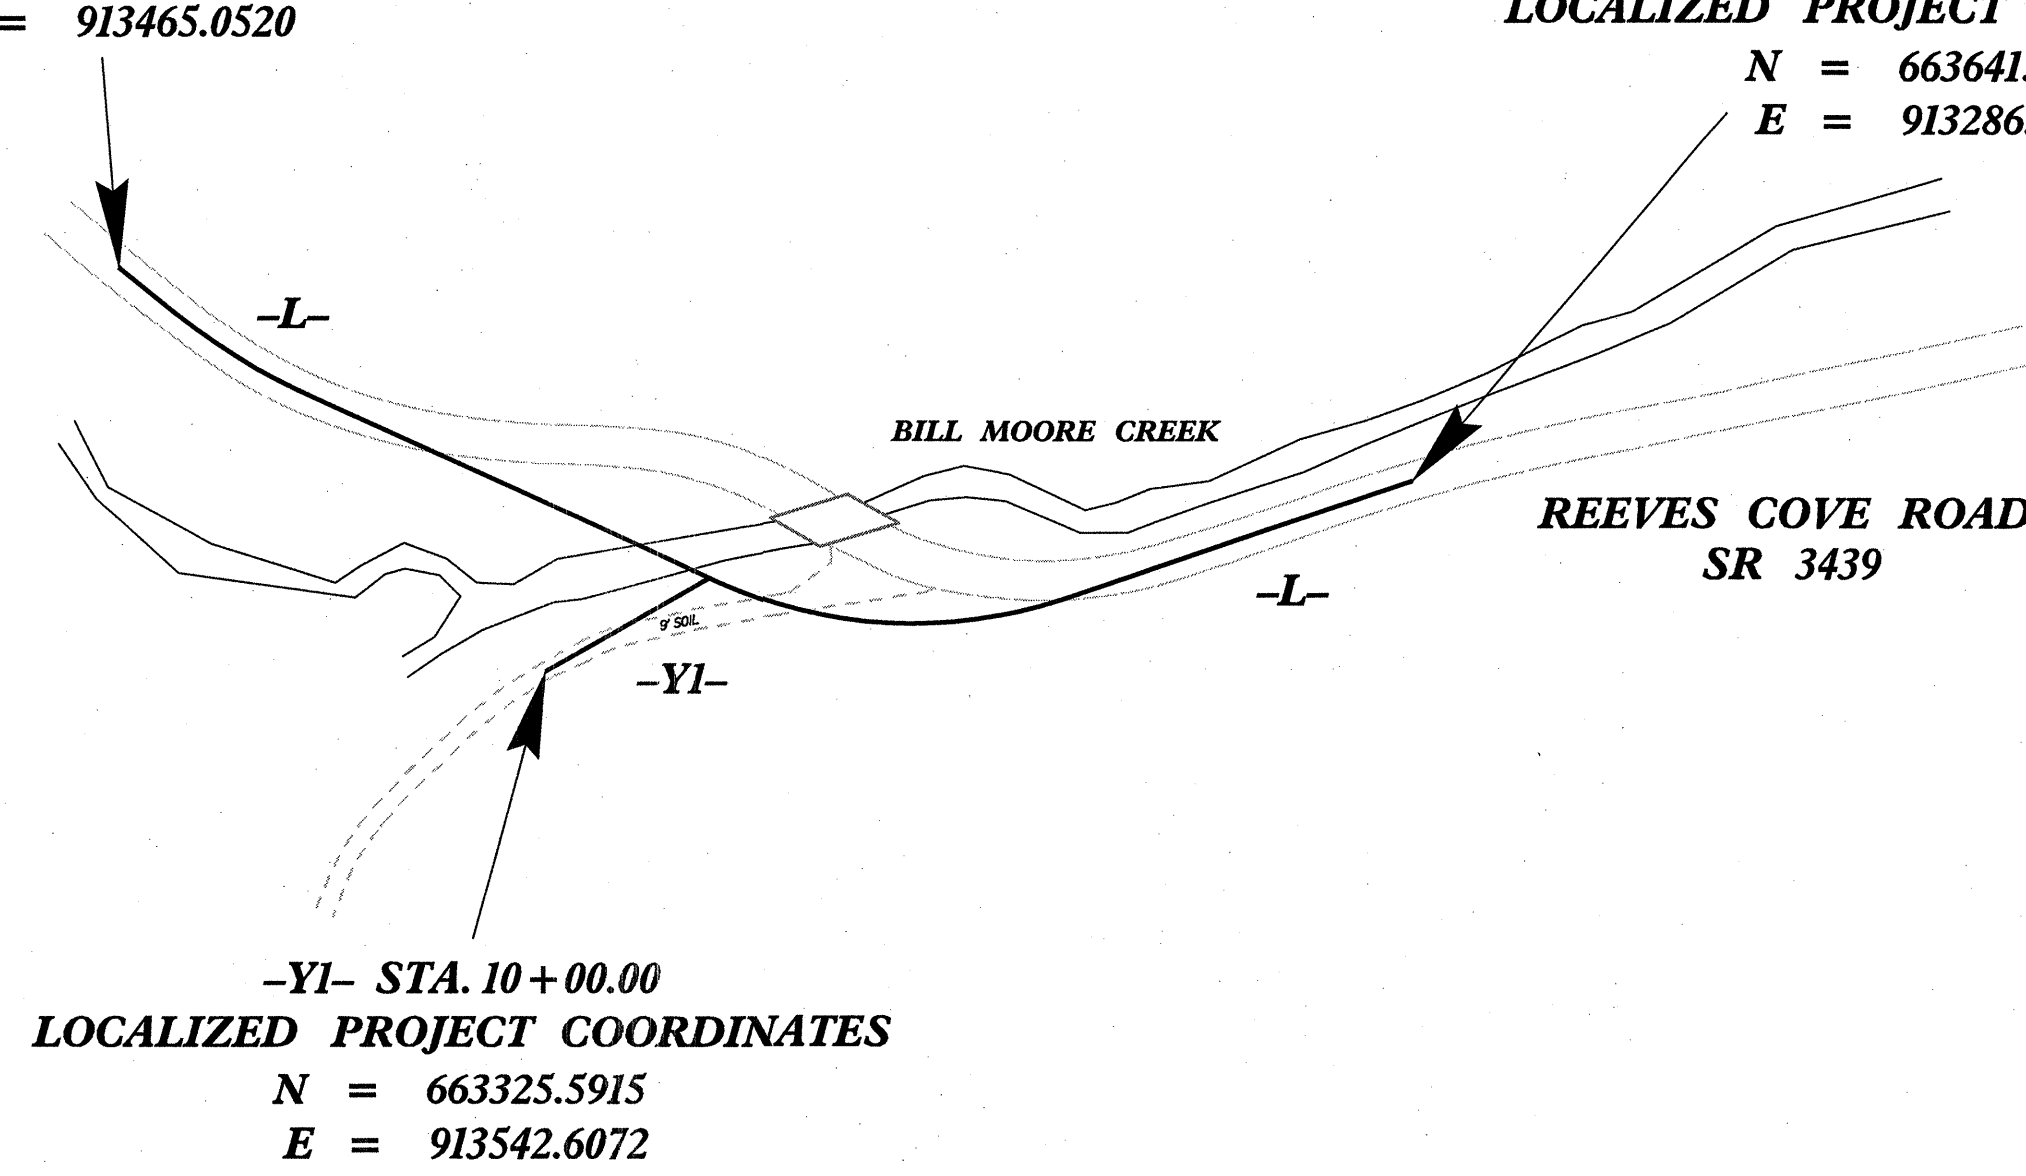 = 913465.0520
LOCALIZED PROJECT
N = 663641.
E = 913286.
–L–
BILL MOORE CREEK
REEVES COVE ROAD
SR 3439
–L–
9' SOIL
–Y1–
–Y1– STA. 10+00.00
LOCALIZED PROJECT COORDINATES
N = 663325.5915
E = 913542.6072